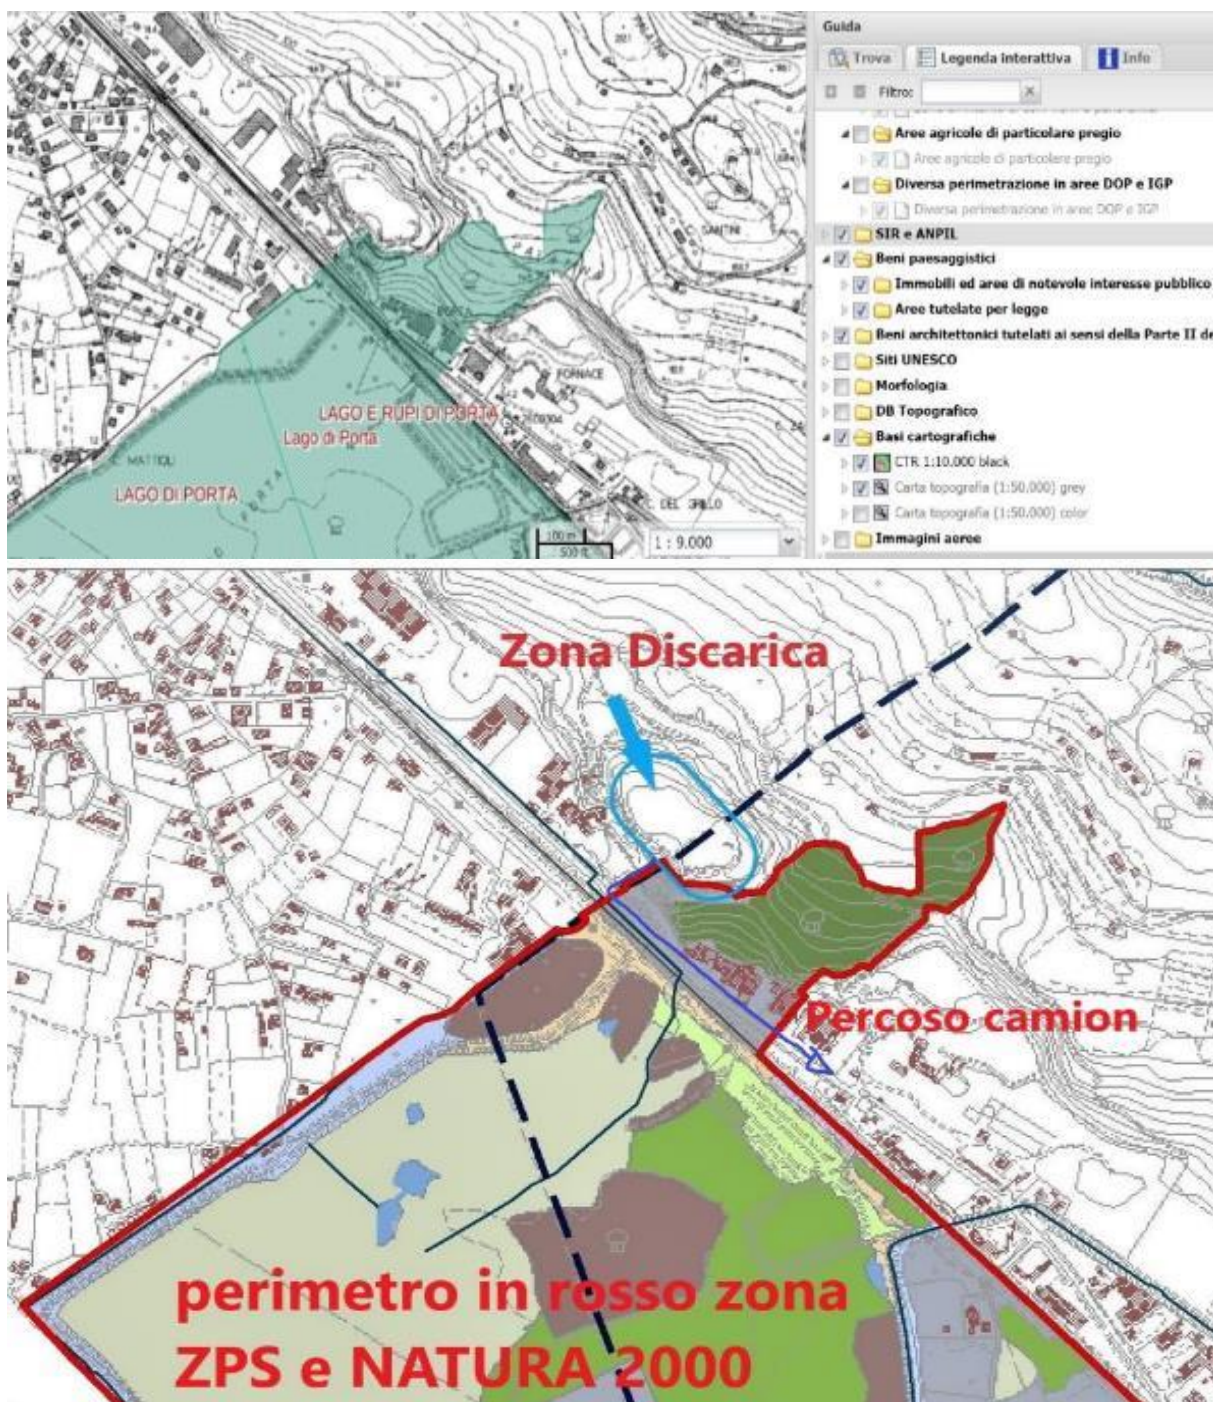 Guida
Trova
Legenda interattiva
Info
Filtro:
Aree agricole di particolare pregio
Aree agricole di particolare pregio
Diversa perimetrazione in aree DOP e IGP
Diversa perimetrazione in aree DOP e IGP
SIR e ANPIL
Beni paesaggistici
Immobili ed aree di notevole interesse pubblico
Aree tutelate per legge
Beni architettonici tutelati ai sensi della Parte II de
Siti UNESCO
Morfologia
DB Topografico
Basi cartografiche
CTR 1:10.000 black
Carta topografia (1:50.000) grey
Carta topografia (1:50.000) color
Immagini aeree
C. SANTINI
FORNACE
LAGO E RUPI DI PORTA
Lago di Porta
C. MATTIOLI
LAGO DI PORTA
PORTA
C. DEL GRILLO
100 m
500 ft
1 : 9.000
Zona Discarica
Percoso camion
perimetro in rosso zona
ZPS e NATURA 2000